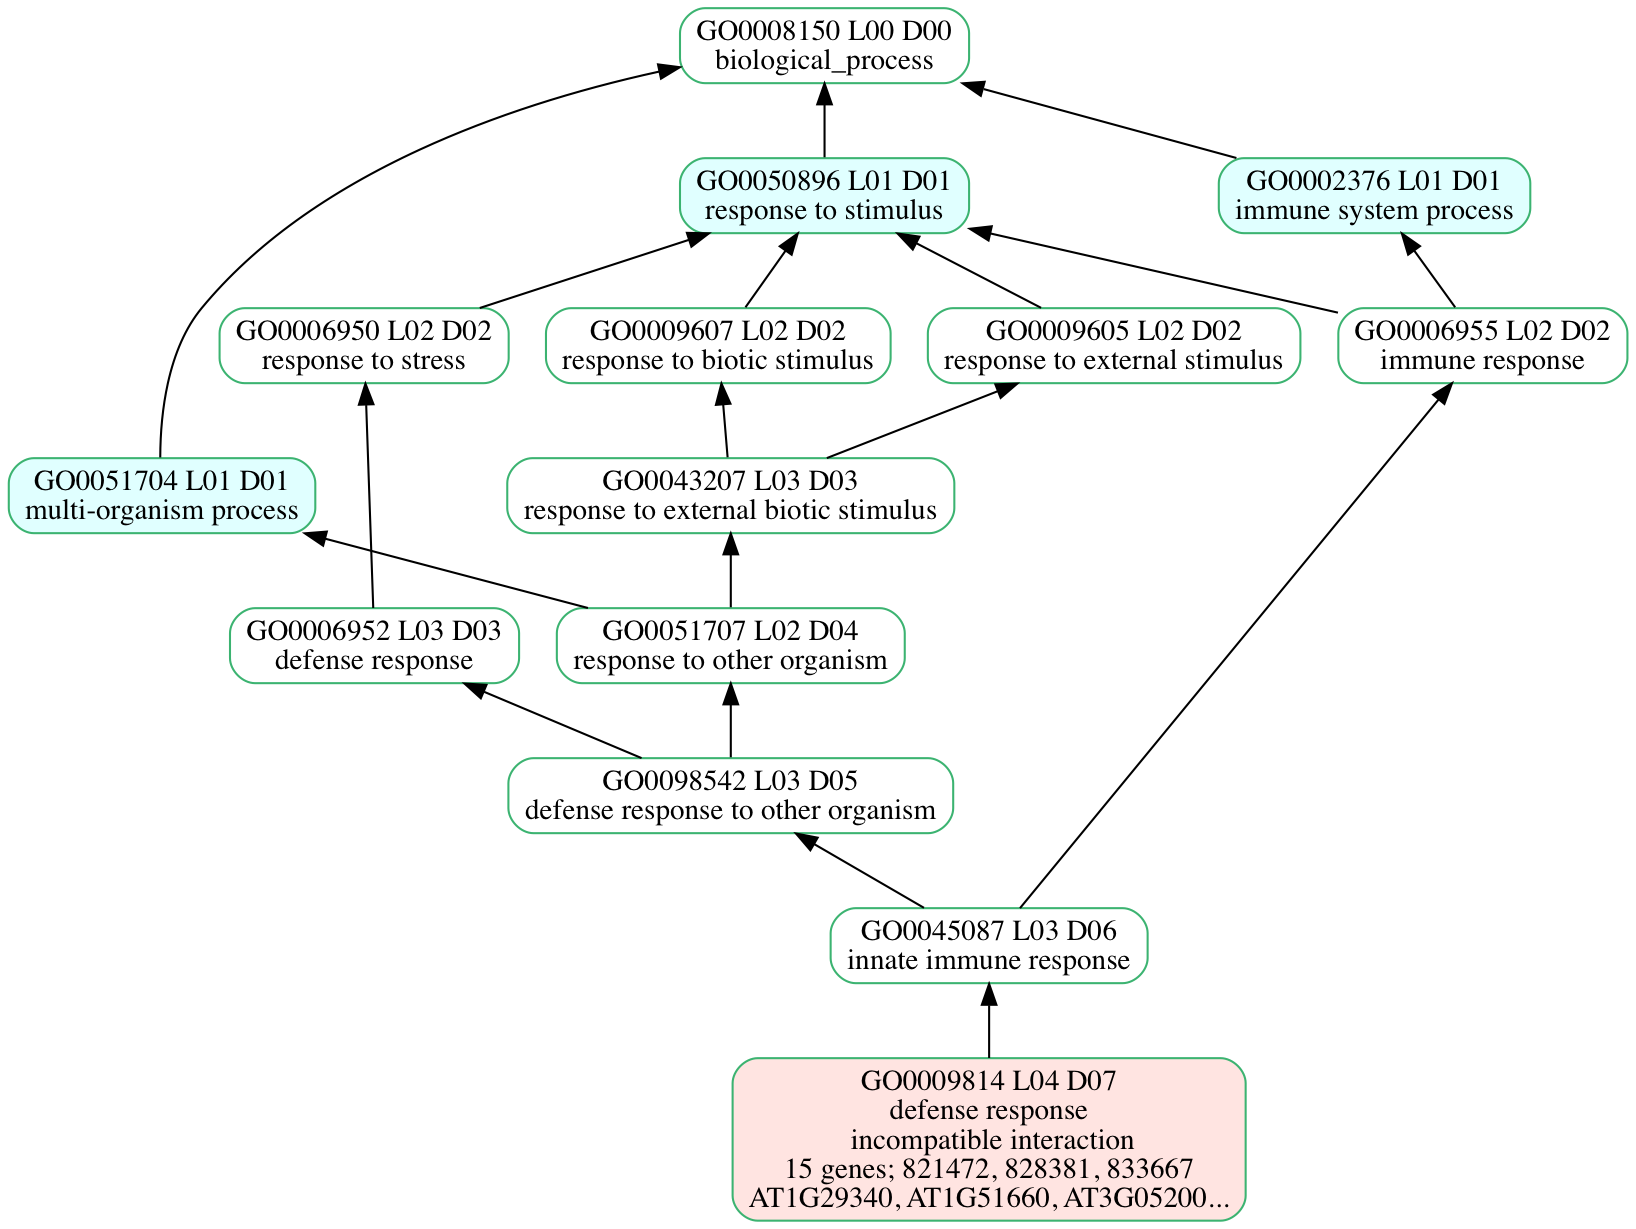 GO0008150 L00 D00
biological_process
GO0050896 L01 D01
response to stimulus
GO0002376 L01 D01
immune system process
GO0006950 L02 D02
response to stress
GO0009607 L02 D02
response to biotic stimulus
GO0009605 L02 D02
response to external stimulus
GO0006955 L02 D02
immune response
GO0051704 L01 D01
multi-organism process
GO0043207 L03 D03
response to external biotic stimulus
GO0006952 L03 D03
defense response
GO0051707 L02 D04
response to other organism
GO0098542 L03 D05
defense response to other organism
GO0045087 L03 D06
innate immune response
GO0009814 L04 D07
defense response
incompatible interaction
15 genes; 821472, 828381, 833667
AT1G29340, AT1G51660, AT3G05200...